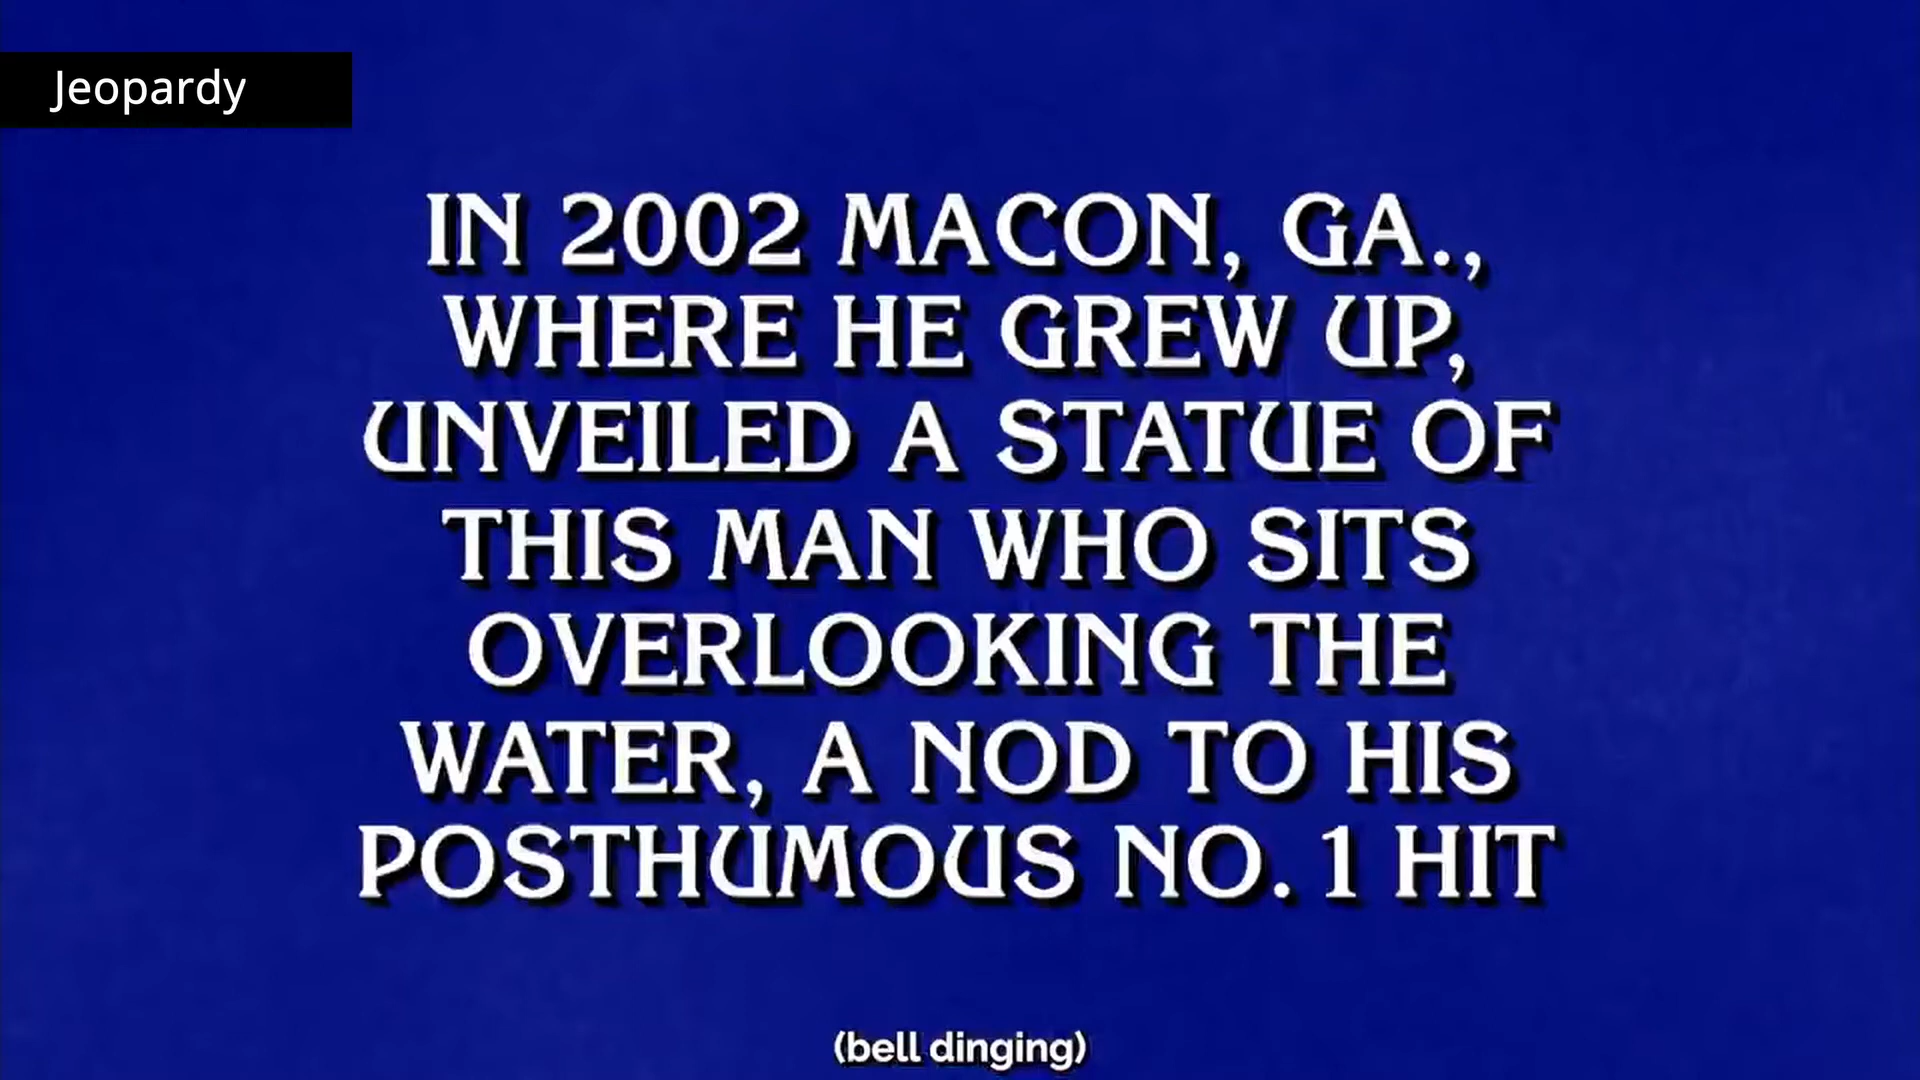 Jeopardy
IN 2002 MACON, GA.,
WHERE HE GREW UP,
UNVEILED A STATUE OF
THIS MAN WHO SITS
OVERLOOKING THE
WATER, A NOD TO HIS
POSTHUMOUS NO. 1 HIT
(bell dinging)